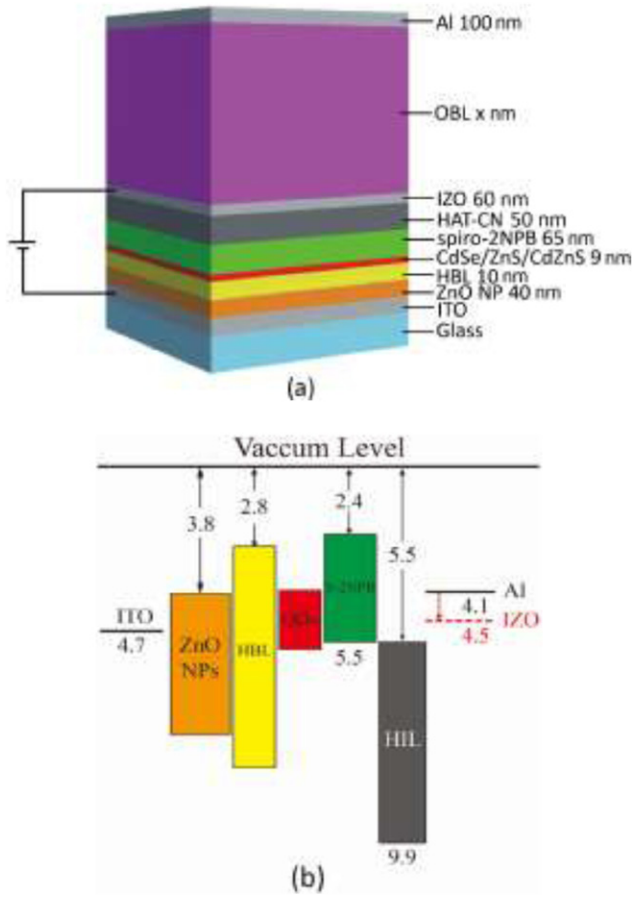 Al 100 nm
OBL x nm
IZO 60 nm
HAT-CN 50 nm
spiro-2NPB 65 nm
CdSe/ZnS/CdZnS 9 nm
HBL 10 nm
ZnO NP 40 nm
ITO
Glass
(a)
Vaccum Level
3.8
2.8
2.4
5.5
ITO
4.7
ZnO
NPs
HBL
5.5
HIL
9.9
Al
4.1
IZO
4.5
(b)